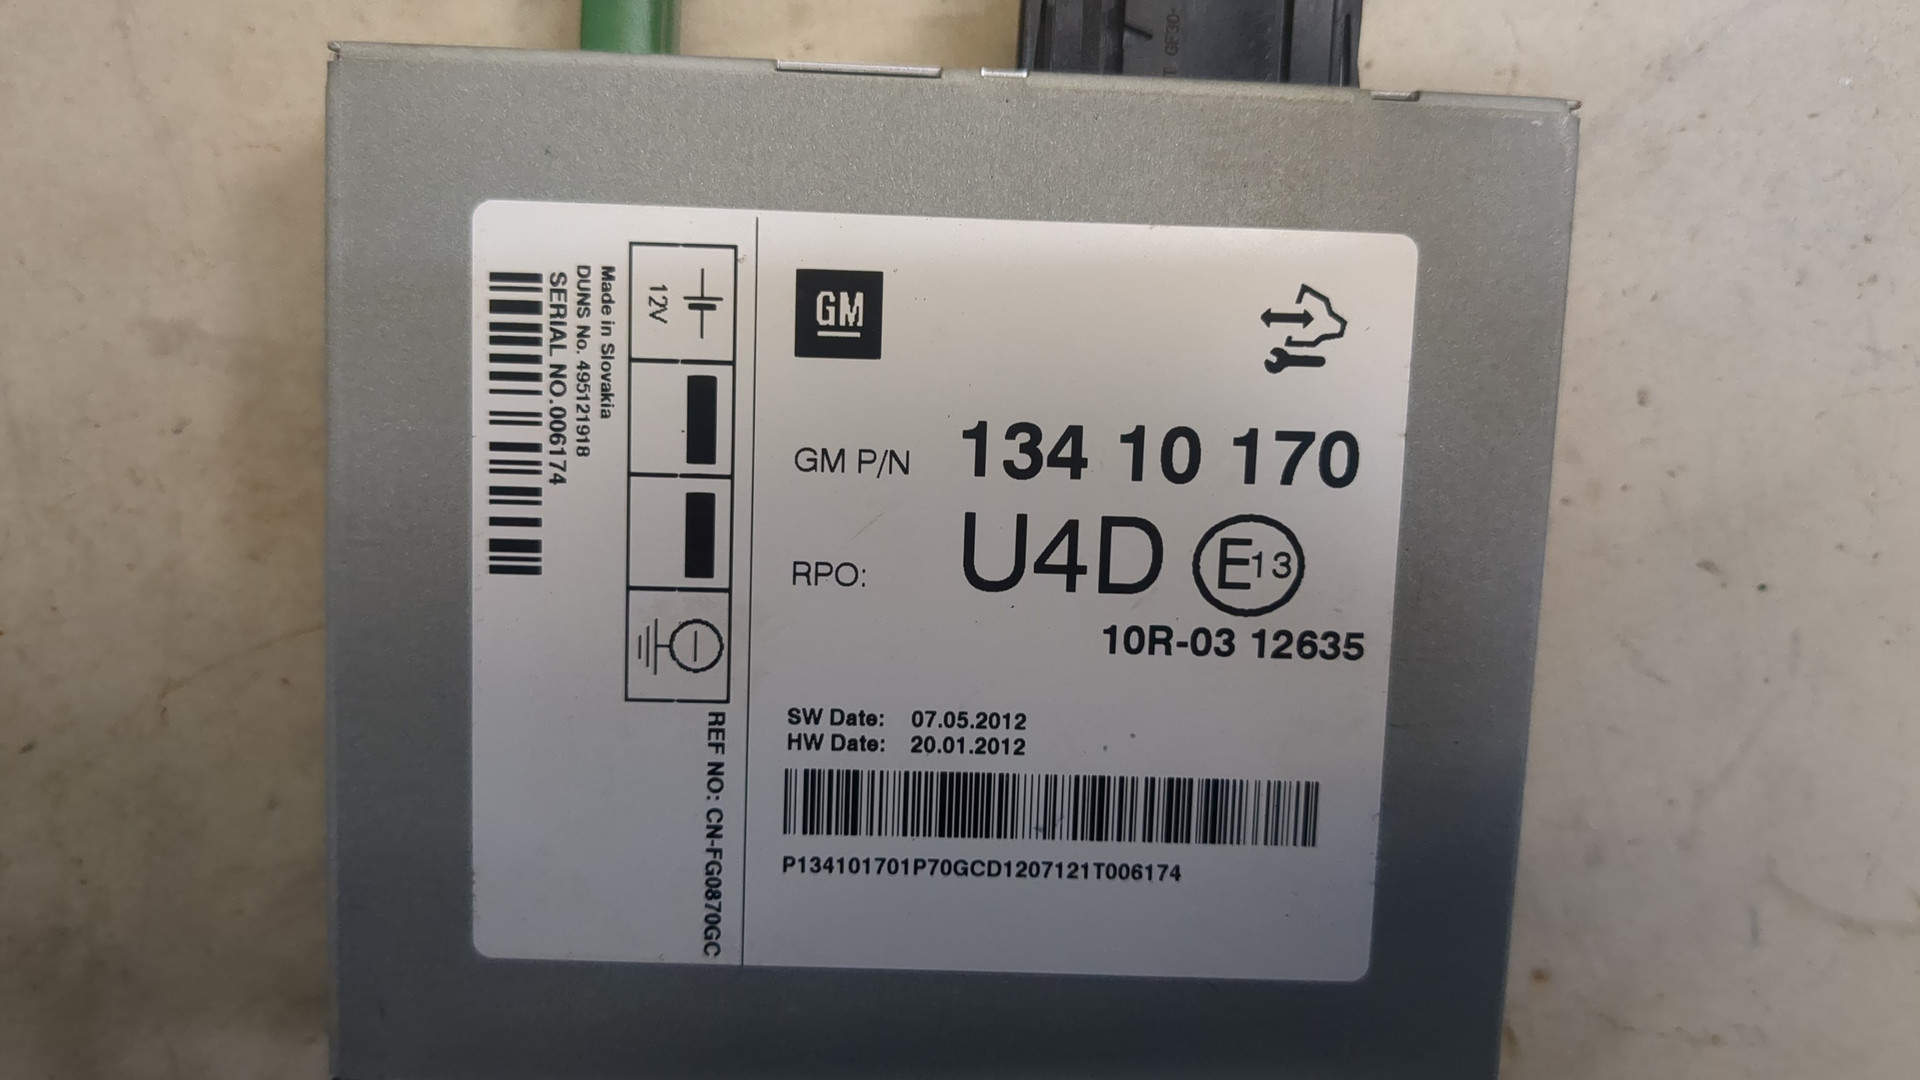 GM
GM P/N 134 10 170
RPO: U4D E13
10R-03 12635
SW Date: 07.05.2012
HW Date: 20.01.2012
P134101701P70GCD1207121T006174
12V
Made in Slovakia
DUNS No. 495121918
SERIAL NO.006174
REF NO: CN-FG0870GC